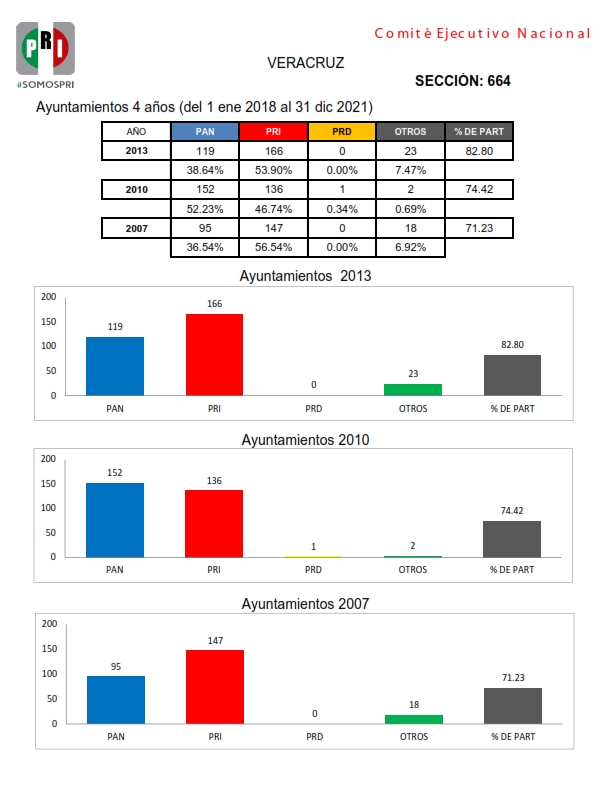 Comité Ejecutivo Nacional
PRI
#SOMOSPRI
VERACRUZ
SECCIÓN: 664
Ayuntamientos 4 años (del 1 ene 2018 al 31 dic 2021)
AÑO PAN PRI PRD OTROS % DE PART
2013 119 166 0 23 82.80
38.64% 53.90% 0.00% 7.47%
2010 152 136 1 2 74.42
52.23% 46.74% 0.34% 0.69%
2007 95 147 0 18 71.23
36.54% 56.54% 0.00% 6.92%
Ayuntamientos 2013
200
150
100
50
0
119 166 0 23 82.80
PAN PRI PRD OTROS % DE PART
Ayuntamientos 2010
200
150
100
50
0
152 136 1 2 74.42
PAN PRI PRD OTROS % DE PART
Ayuntamientos 2007
200
150
100
50
0
95 147 0 18 71.23
PAN PRI PRD OTROS % DE PART